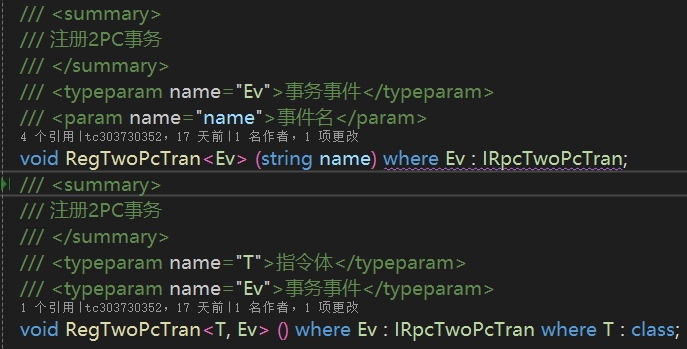 /// <summary>
/// 注册2PC事务
/// </summary>
/// <typeparam name="Ev">事务事件</typeparam>
/// <param name="name">事件名</param>
4 个引用|tc303730352，17 天前|1 名作者，1 项更改
void RegTwoPcTran<Ev> (string name) where Ev : IRpcTwoPcTran;
/// <summary>
/// 注册2PC事务
/// </summary>
/// <typeparam name="T">指令体</typeparam>
/// <typeparam name="Ev">事务事件</typeparam>
1 个引用|tc303730352，17 天前|1 名作者，1 项更改
void RegTwoPcTran<T, Ev> () where Ev : IRpcTwoPcTran where T : class;